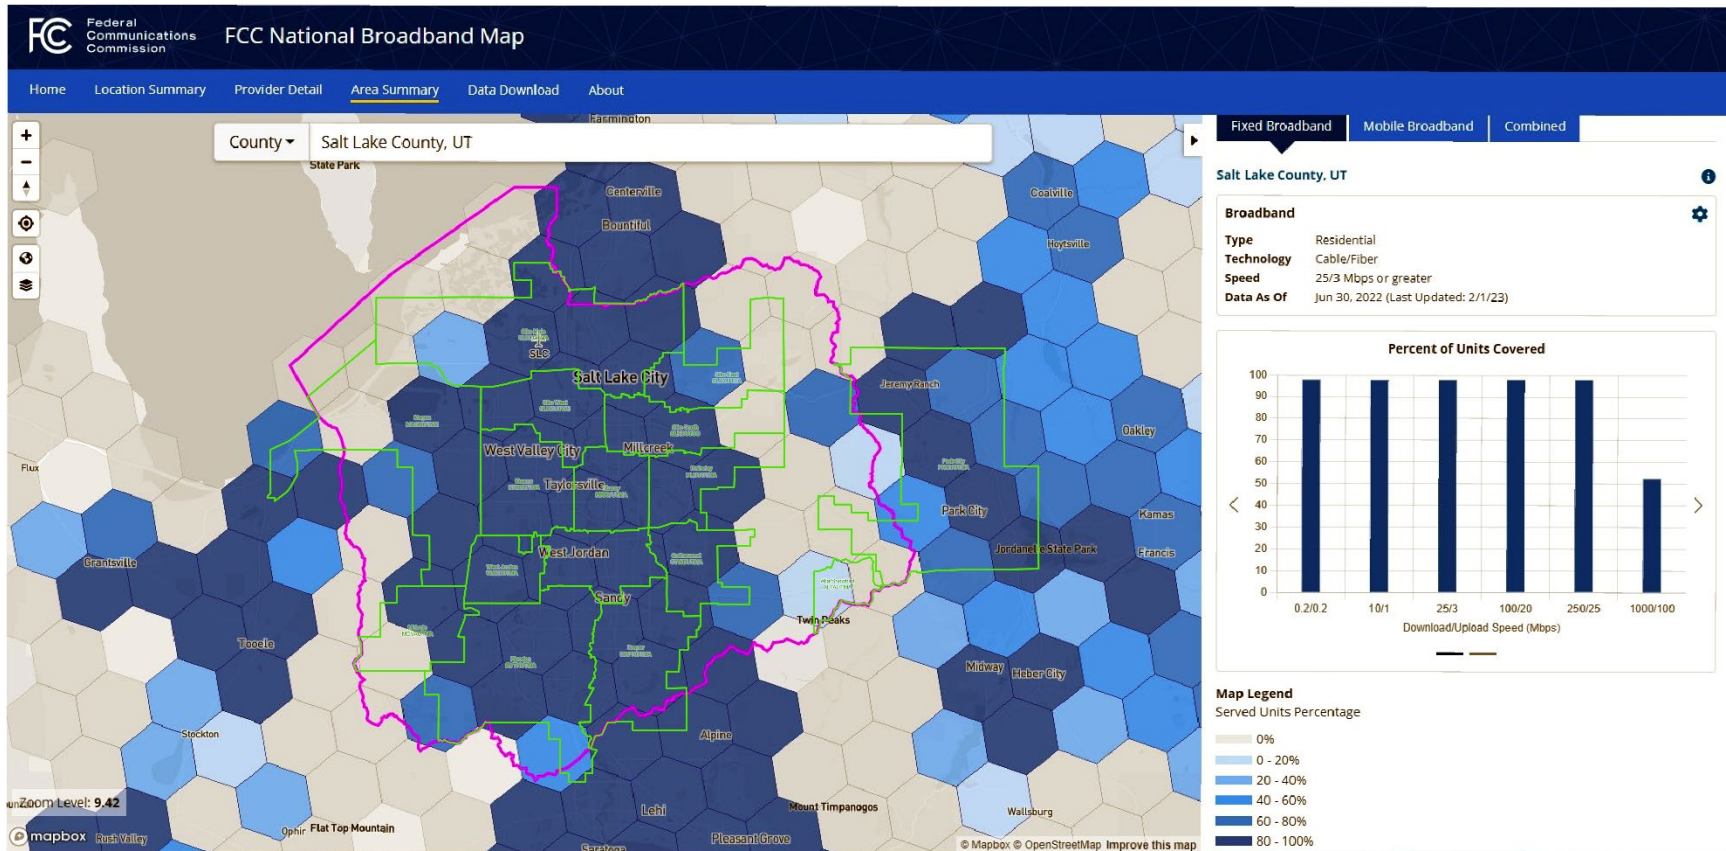 FCC
Federal
Communications
Commission
FCC National Broadband Map
Home
Location Summary
Provider Detail
Area Summary
Data Download
About
County
Salt Lake County, UT
Farmington
State Park
Centerville
Bountiful
Coalville
Hoytsville
SLC
Salt Lake City
Jeremy Ranch
Oakley
West Valley City
Millcreek
Flux
Taylorsville
Park City
Kamas
Grantsville
West Jordan
Jordanelle State Park
Francis
Sandy
Twin Peaks
Tooele
Midway
Heber City
Stockton
Alpine
Zoom Level: 9.42
Lehi
Mount Timpanogos
Wallsburg
mapbox
Rush Valley
Ophir
Flat Top Mountain
Saratoga
Pleasant Grove
© Mapbox © OpenStreetMap Improve this map
Fixed Broadband
Mobile Broadband
Combined
Salt Lake County, UT
Broadband
Type Residential
Technology Cable/Fiber
Speed 25/3 Mbps or greater
Data As Of Jun 30, 2022 (Last Updated: 2/1/23)
Percent of Units Covered
100
90
80
70
60
50
40
30
20
10
0
0.2/0.2 10/1 25/3 100/20 250/25 1000/100
Download/Upload Speed (Mbps)
Map Legend
Served Units Percentage
0%
0 - 20%
20 - 40%
40 - 60%
60 - 80%
80 - 100%